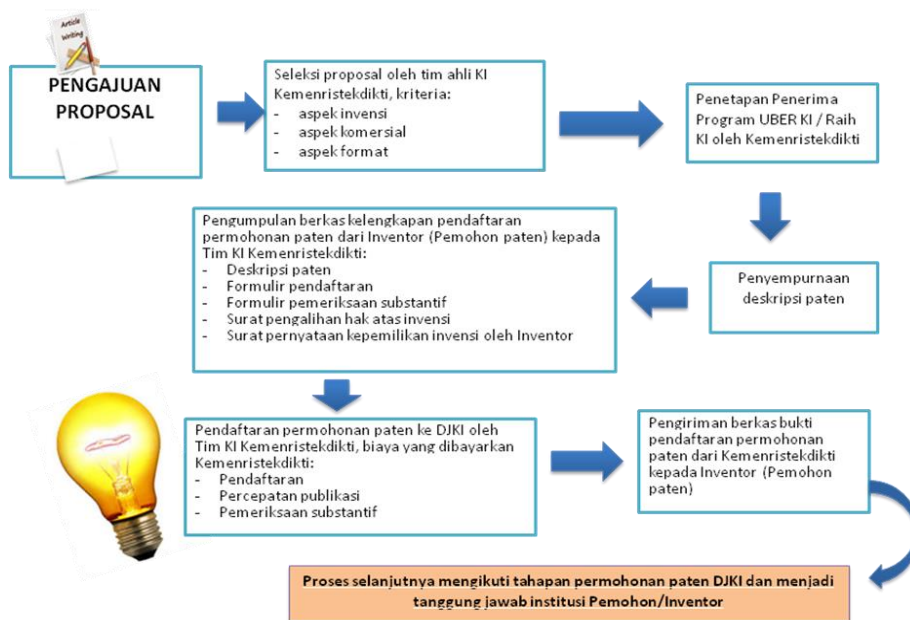 Article
Writing
PENGAJUAN
PROPOSAL
Seleksi proposal oleh tim ahli KI
Kemenristekdikti, kriteria:
- aspek invensi
- aspek komersial
- aspek format
Penetapan Penerima
Program UBER KI / Raih
KI oleh Kemenristekdikti
Penyempurnaan
deskripsi paten
Pengumpulan berkas kelengkapan pendaftaran
permohonan paten dari Inventor (Pemohon paten) kepada
Tim KI Kemenristekdikti:
- Deskripsi paten
- Formulir pendaftaran
- Formulir pemeriksaan substantif
- Surat pengalihan hak atas invensi
- Surat pernyataan kepemilikan invensi oleh Inventor
Pendaftaran permohonan paten ke DJKI oleh
Tim KI Kemenristekdikti, biaya yang dibayarkan
Kemenristekdikti:
- Pendaftaran
- Percepatan publikasi
- Pemeriksaan substantif
Pengiriman berkas bukti
pendaftaran permohonan
paten dari Kemenristekdikti
kepada Inventor (Pemohon
paten)
Proses selanjutnya mengikuti tahapan permohonan paten DJKI dan menjadi
tanggung jawab institusi Pemohon/Inventor